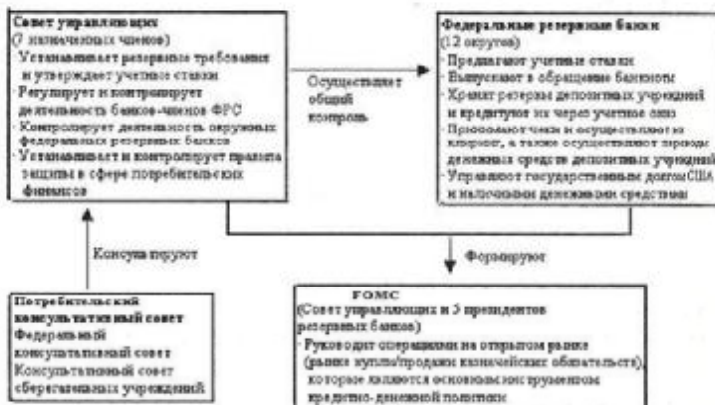 Совет управляющих
(7 назначенных членов)
· Устанавливает резервные требования
и утверждает учетные ставки
· Регулирует и контролирует
деятельность банков-членов ФРС
· Контролирует деятельность окружных
федеральных резервных банков
· Устанавливает и контролирует правила
защиты в сфере потребительских
финансов
Осуществляет
общий
контроль
Федеральные резервные банки
(12 округов)
· Предлагают учетные ставки
· Выпускают в обращение банкноты
· Хранят резервы депозитных учреждений
и кредитуют их через учетное окно
· Принимают чеки и осуществляют их
клиринг, а также осуществляют переводы
денежных средств депозитных учреждений
· Управляют государственным долгом США
и наличными денежными средствами
Консультируют
Формируют
Потребительский
консультативный совет
Федеральный
консультативный совет
Консультативный совет
сберегательных учреждений
FOMC
(Совет управляющих и 5 президентов
резервных банков)
· Руководит операциями на открытом рынке
(рынке купли/продажи казначейских обязательств),
которые являются основным инструментом
кредитно-денежной политики